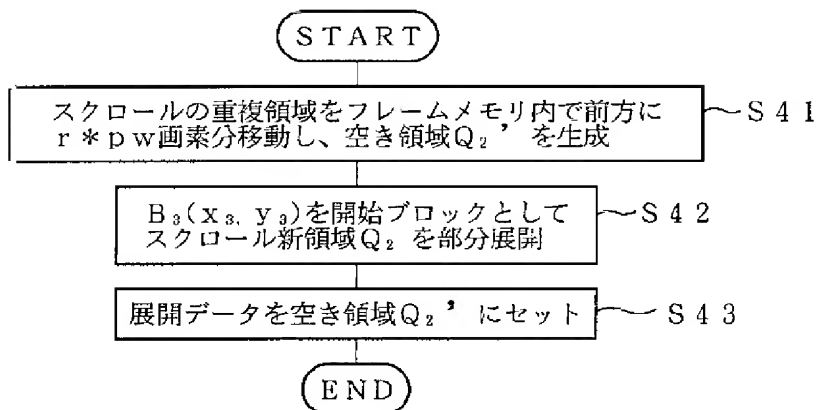 START
スクロールの重複領域をフレームメモリ内で前方に
r*pw画素分移動し、空き領域Q₂'を生成
S41
B₃(x₃, y₃)を開始ブロックとして
スクロール新領域Q₂を部分展開
S42
展開データを空き領域Q₂'にセット
S43
END